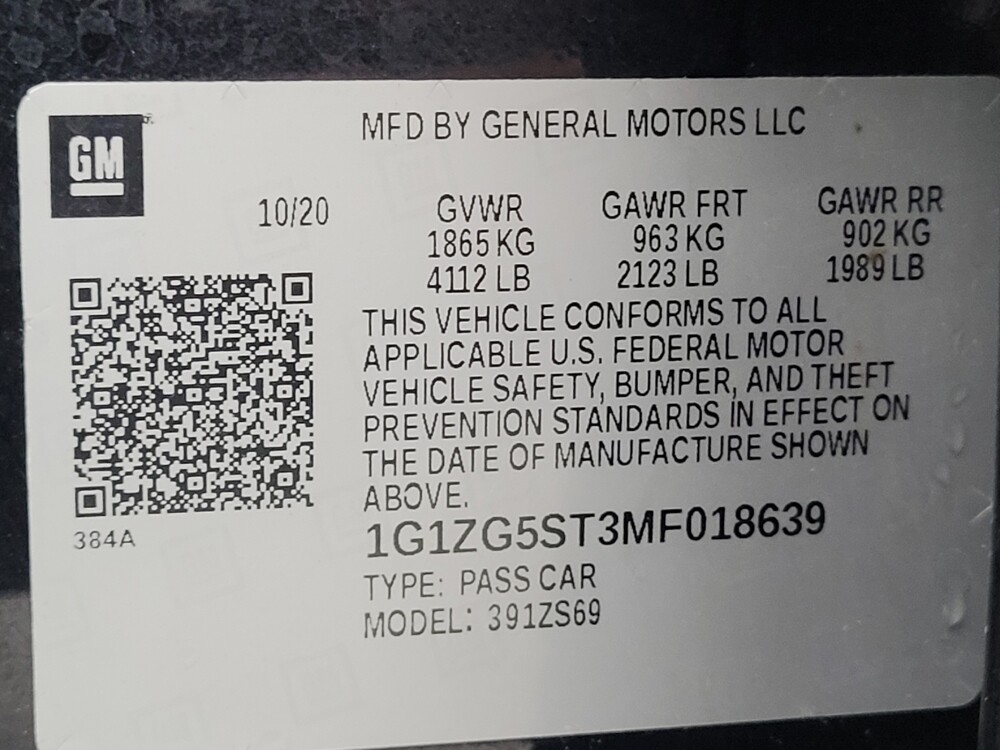 GM
MFD BY GENERAL MOTORS LLC
10/20 GVWR GAWR FRT GAWR RR
1865 KG 963 KG 902 KG
4112 LB 2123 LB 1989 LB
THIS VEHICLE CONFORMS TO ALL
APPLICABLE U.S. FEDERAL MOTOR
VEHICLE SAFETY, BUMPER, AND THEFT
PREVENTION STANDARDS IN EFFECT ON
THE DATE OF MANUFACTURE SHOWN
ABOVE.
384A
1G1ZG5ST3MF018639
TYPE: PASS CAR
MODEL: 391ZS69